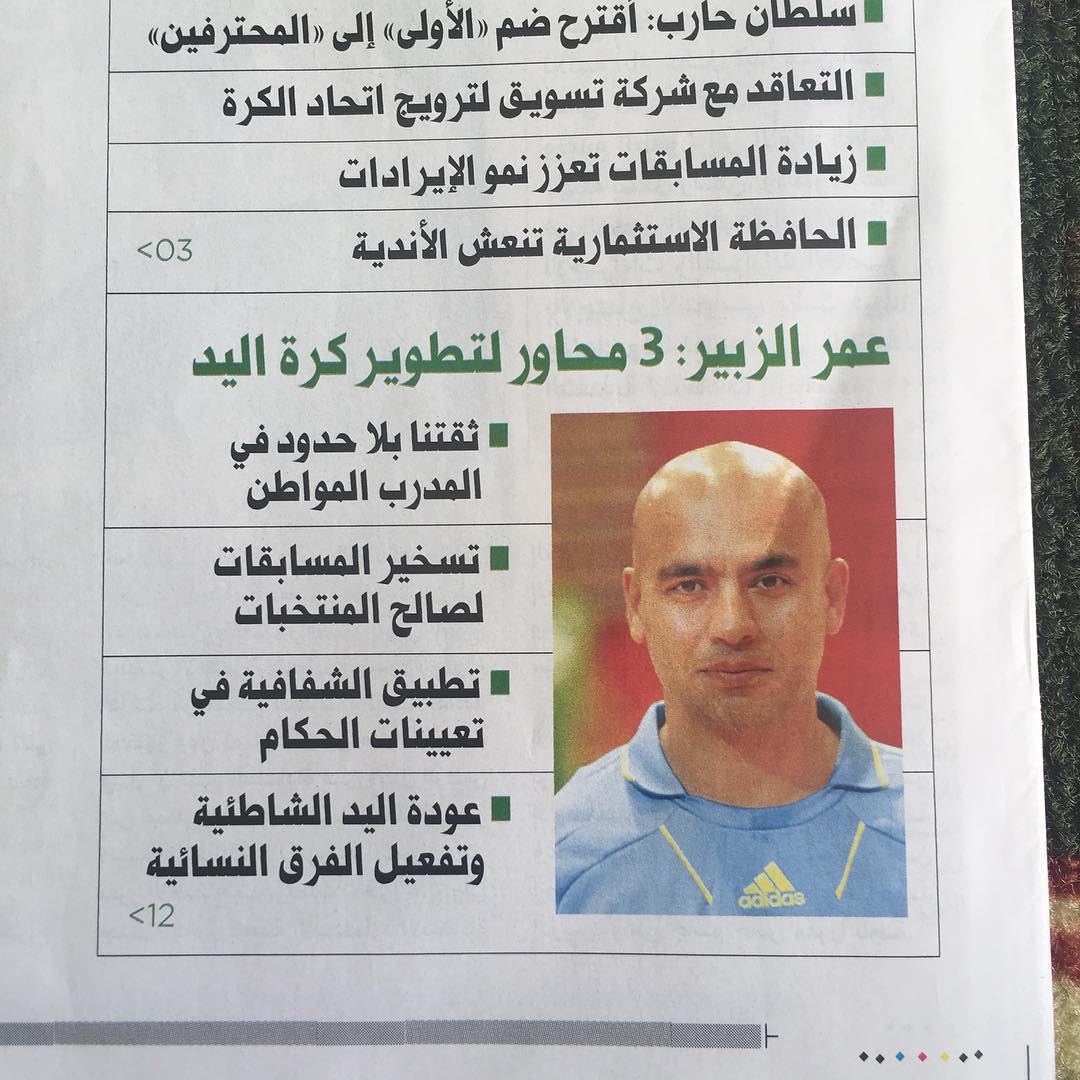 سلطان حارب: أقترح ضم «الأولى» إلى «المحترفين»
التعاقد مع شركة تسويق لترويج اتحاد الكرة
زيادة المسابقات تعزز نمو الإيرادات
الحافظة الاستثمارية تنعش الأندية
<03
عمر الزبير: 3 محاور لتطوير كرة اليد
ثقتنا بلا حدود في
المدرب المواطن
تسخير المسابقات
لصالح المنتخبات
تطبيق الشفافية في
تعيينات الحكام
عودة اليد الشاطئية
وتفعيل الفرق النسائية
<12
adidas